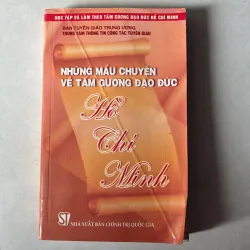 HỌC TẬP VÀ LÀM THEO TẤM GƯƠNG ĐẠO ĐỨC HỒ CHÍ MINH
BAN TUYÊN GIÁO TRUNG ƯƠNG
TRUNG TÂM THÔNG TIN CÔNG TÁC TUYÊN GIÁO
NHỮNG MẨU CHUYỆN
VỀ TẤM GƯƠNG ĐẠO ĐỨC
Hồ
Chí
Minh
NHÀ XUẤT BẢN CHÍNH TRỊ QUỐC GIA